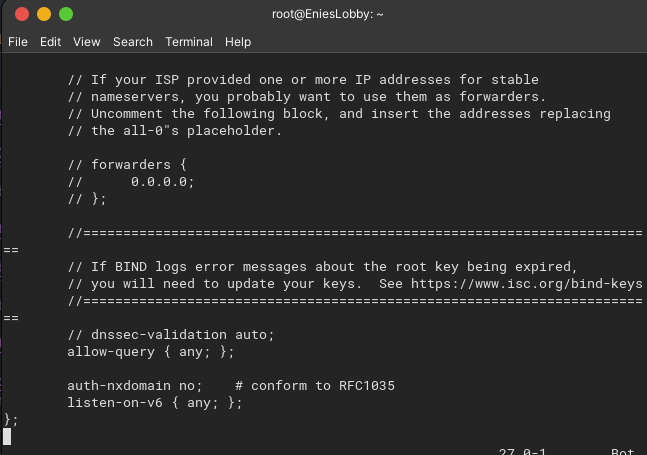 root@EniesLobby: ~
File Edit View Search Terminal Help
// If your ISP provided one or more IP addresses for stable
// nameservers, you probably want to use them as forwarders.
// Uncomment the following block, and insert the addresses replacing
// the all-0"s placeholder.
// forwarders {
//      0.0.0.0;
// };
//======================================================================
==
// If BIND logs error messages about the root key being expired,
// you will need to update your keys.  See https://www.isc.org/bind-keys
//======================================================================
==
// dnssec-validation auto;
allow-query { any; };
auth-nxdomain no;    # conform to RFC1035
listen-on-v6 { any; };
};
27,0-1 Bot